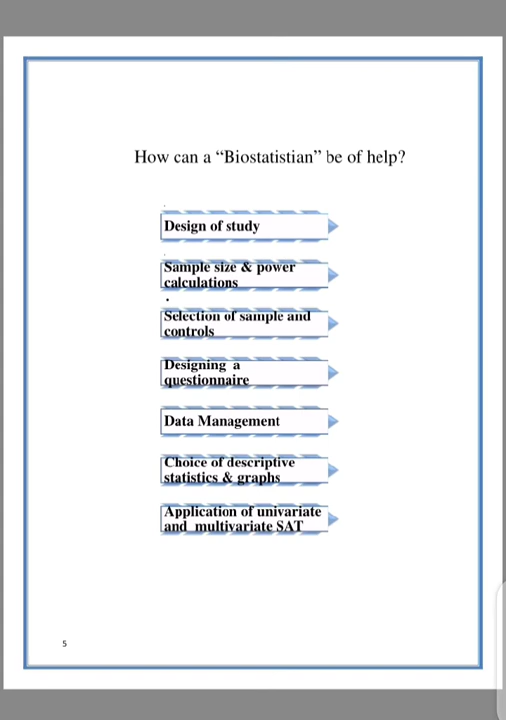 How can a “Biostatistian” be of help?
Design of study
Sample size & power
calculations
Selection of sample and
controls
Designing a
questionnaire
Data Management
Choice of descriptive
statistics & graphs
Application of univariate
and multivariate SAT
5